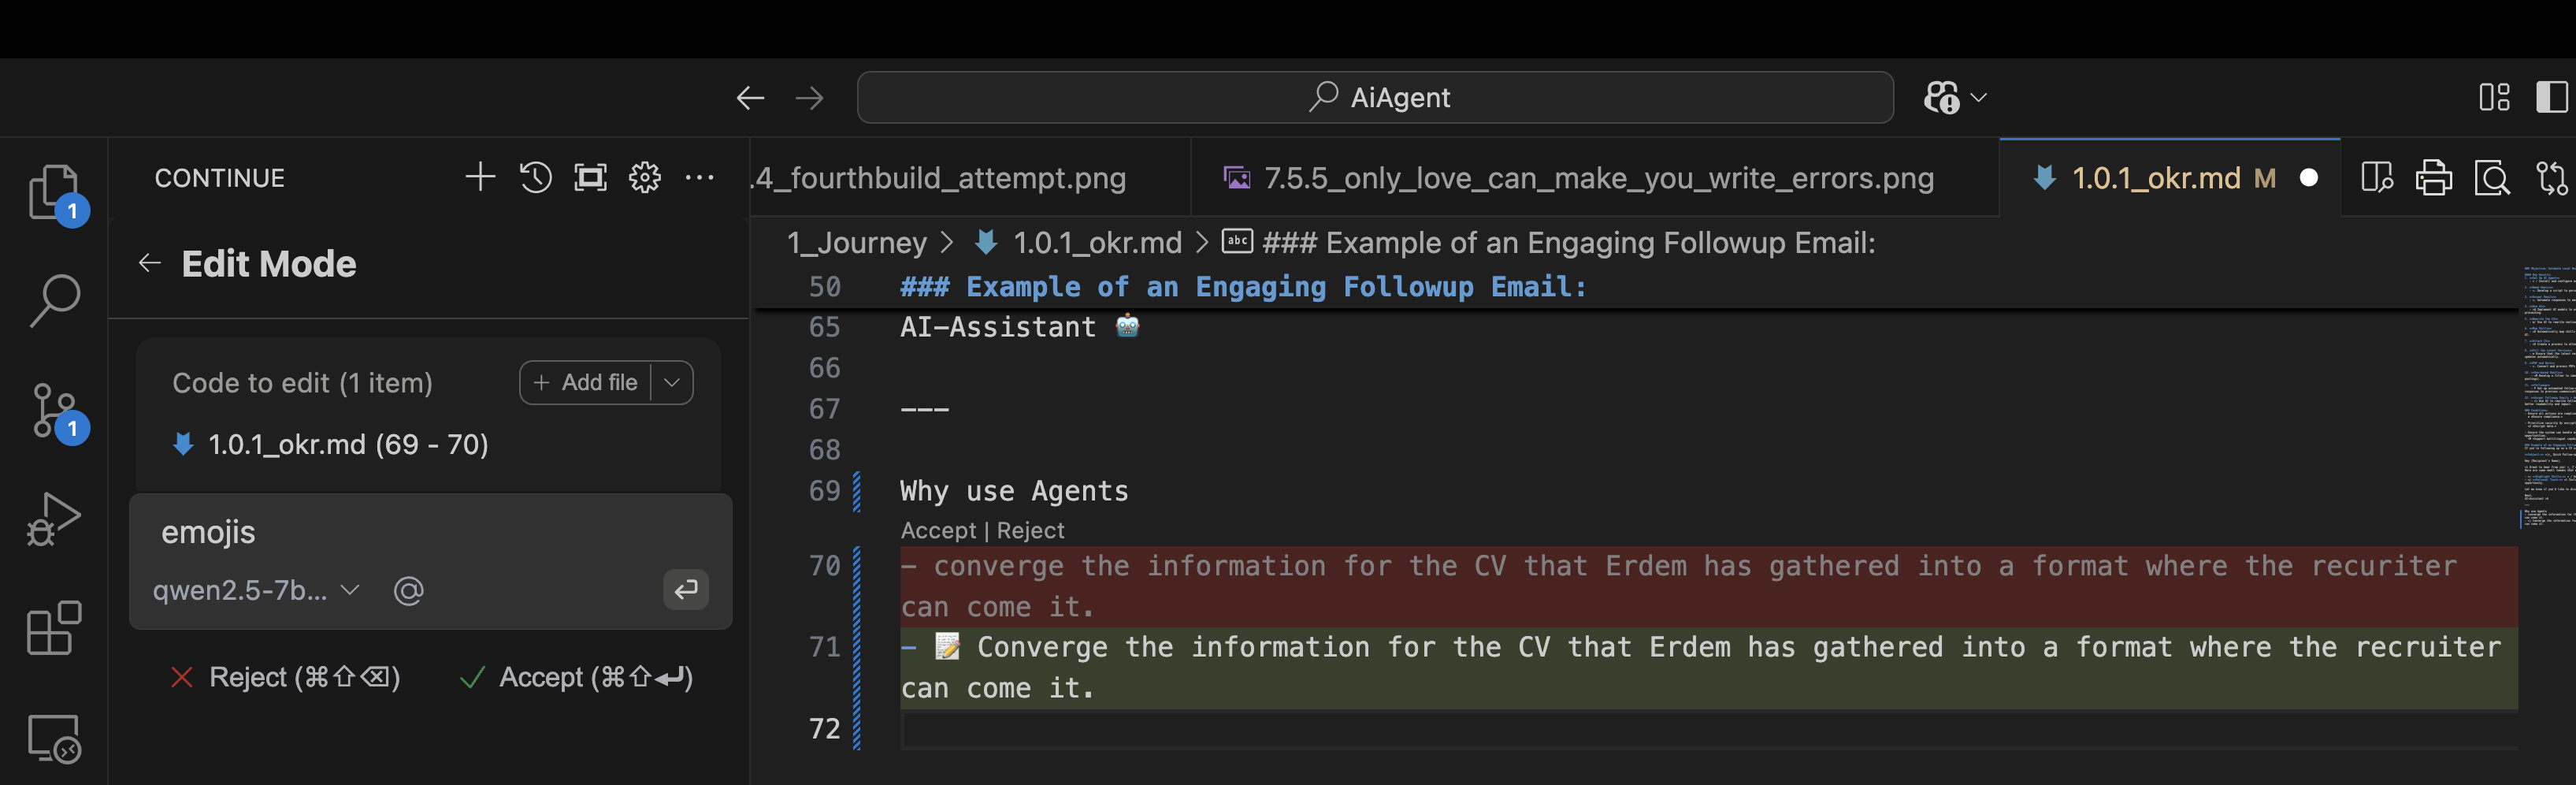 AiAgent
CONTINUE
.4_fourthbuild_attempt.png
7.5.5_only_love_can_make_you_write_errors.png
1.0.1_okr.md M
1
Edit Mode
1_Journey > 1.0.1_okr.md > abc ### Example of an Engaging Followup Email:
50 ### Example of an Engaging Followup Email:
65 AI-Assistant 🤖
66
67 ---
68
69 Why use Agents
Accept | Reject
70 - converge the information for the CV that Erdem has gathered into a format where the recuriter
can come it.
71 - 📝 Converge the information for the CV that Erdem has gathered into a format where the recruiter
can come it.
72
Code to edit (1 item)
+ Add file
1.0.1_okr.md (69 - 70)
1
emojis
qwen2.5-7b...
@
Reject (⌘⇧⌫)
Accept (⌘⇧↵)